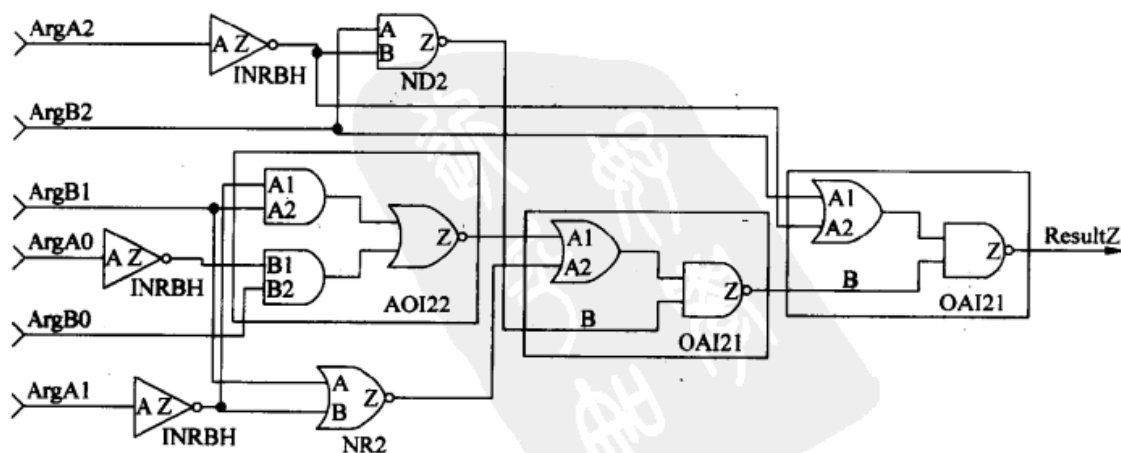 ArgA2
A Z
INRBH
A
B
Z
ND2
ArgB2
ArgB1
A1
A2
Z
ArgA0
A Z
INRBH
B1
B2
AOI22
ArgB0
A1
A2
Z
B
OAI21
A1
A2
Z
B
OAI21
ResultZ
ArgA1
A Z
INRBH
A
B
Z
NR2